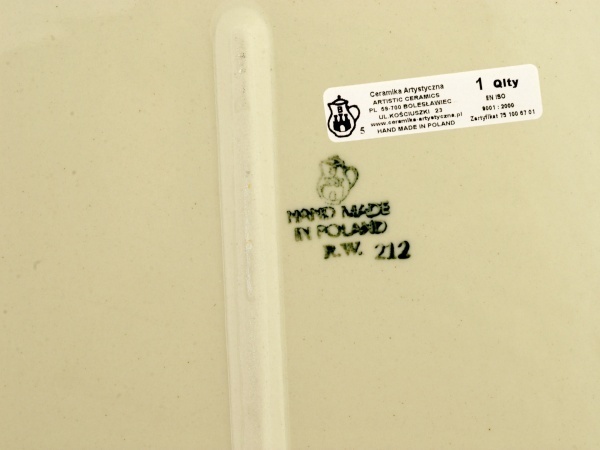 Ceramika Artystyczna
ARTISTIC CERAMICS
PL 59-700 BOLESŁAWIEC
UL.KOŚCIUSZKI 23
www.ceramika-artystyczna.pl
HAND MADE IN POLAND
5
1 Qlty
EN ISO
9001 : 2000
Zertyfikat 75 100 67 01
HAND MADE
IN POLAND
R.W. 212